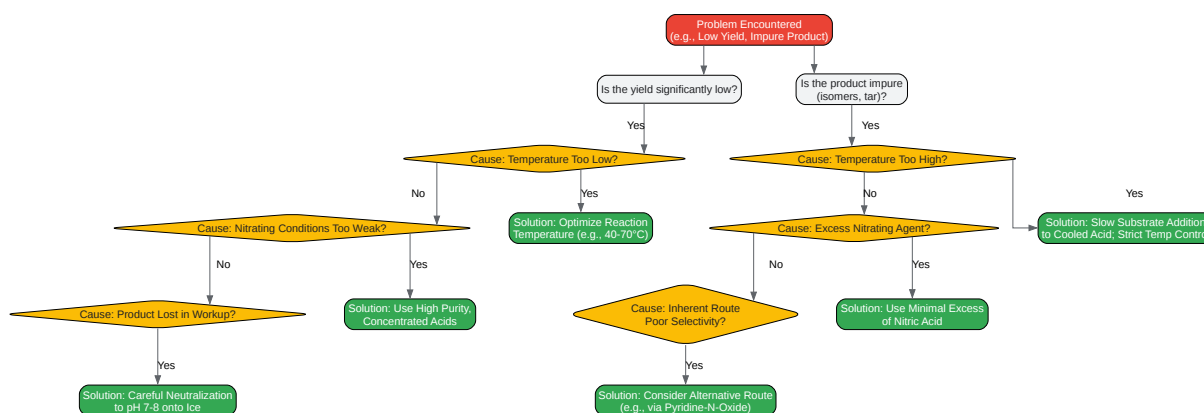 Problem Encountered
(e.g., Low Yield, Impure Product)
Is the yield significantly low?
Is the product impure
(isomers, tar)?
Yes
Yes
Cause: Temperature Too Low?
Cause: Temperature Too High?
No
Yes
No
Yes
Cause: Nitrating Conditions Too Weak?
Solution: Optimize Reaction
Temperature (e.g., 40-70°C)
Cause: Excess Nitrating Agent?
Solution: Slow Substrate Addition
to Cooled Acid; Strict Temp Control
No
Yes
No
Yes
Cause: Product Lost in Workup?
Solution: Use High Purity,
Concentrated Acids
Cause: Inherent Route
Poor Selectivity?
Solution: Use Minimal Excess
of Nitric Acid
Yes
Yes
Solution: Careful Neutralization
to pH 7-8 onto Ice
Solution: Consider Alternative Route
(e.g., via Pyridine-N-Oxide)